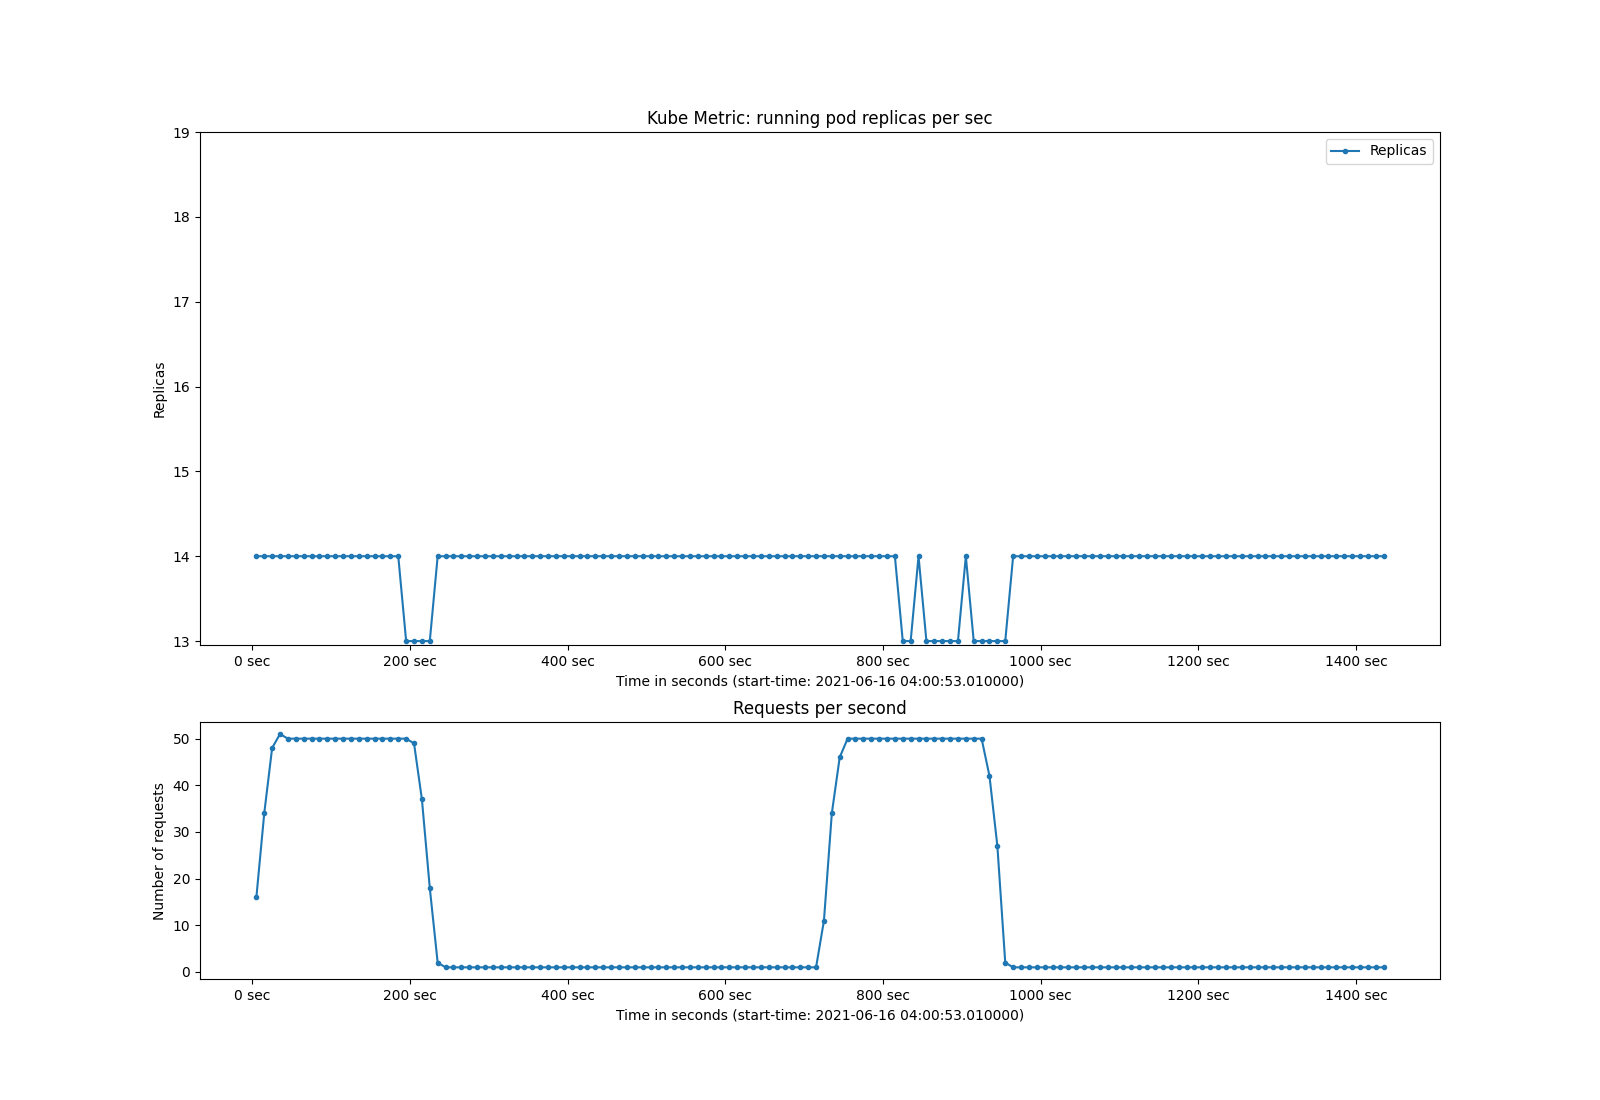 Kube Metric: running pod replicas per sec
19
18
17
16
15
14
13
Replicas
Replicas
0 sec 200 sec 400 sec 600 sec 800 sec 1000 sec 1200 sec 1400 sec
Time in seconds (start-time: 2021-06-16 04:00:53.010000)
Requests per second
50
40
30
20
10
0
Number of requests
0 sec 200 sec 400 sec 600 sec 800 sec 1000 sec 1200 sec 1400 sec
Time in seconds (start-time: 2021-06-16 04:00:53.010000)